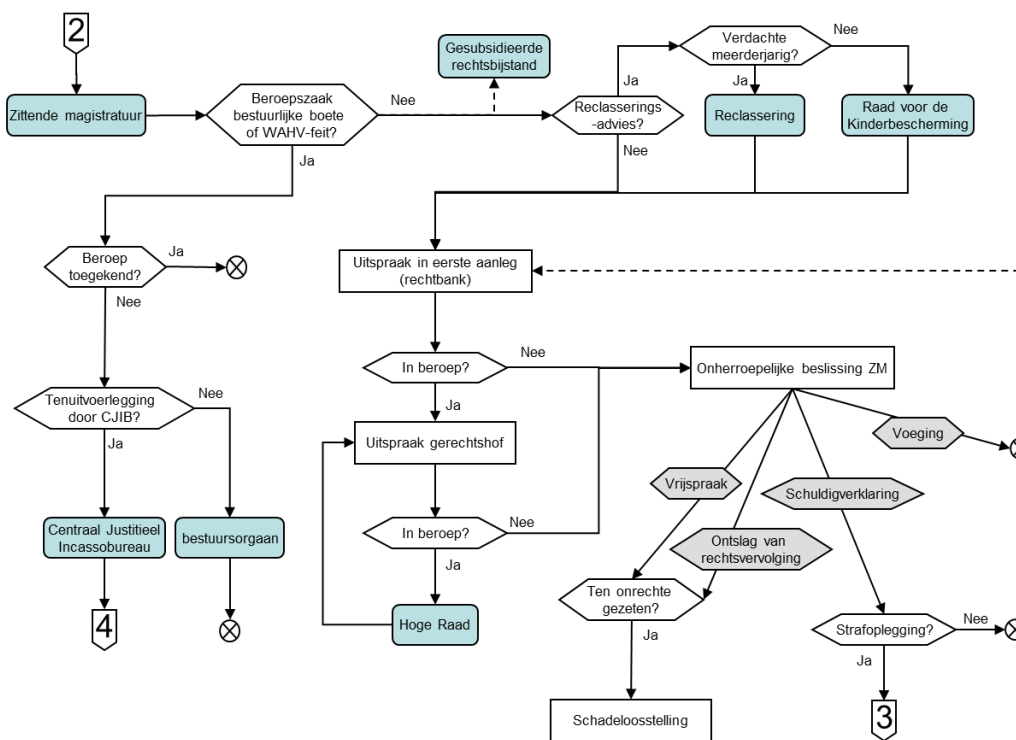 2
Zittende magistratuur
Beroepszaak
bestuurlijke boete
of WAHV-feit?
Nee
Ja
Gesubsidieerde
rechtsbijstand
Reclasserings
-advies?
Ja
Nee
Verdachte
meerderjarig?
Nee
Ja
Reclassering
Raad voor de
Kinderbescherming
Beroep
toegekend?
Ja
Nee
Uitspraak in eerste aanleg
(rechtbank)
In beroep?
Nee
Ja
Onherroepelijke beslissing ZM
Tenuitvoerlegging
door CJIB?
Nee
Ja
Uitspraak gerechtshof
Voeging
Vrijspraak
Schuldigverklaring
Centraal Justitieel
Incassobureau
bestuursorgaan
In beroep?
Nee
Ja
Ontslag van
rechtsvervolging
Ten onrechte
gezeten?
Ja
4
Hoge Raad
Strafoplegging?
Nee
Ja
Schadeloosstelling
3